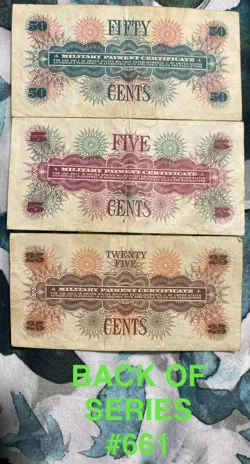 50 FIFTY 50
MILITARY PAYMENT CERTIFICATE
50 CENTS 50
5 FIVE 5
MILITARY PAYMENT CERTIFICATE
5 CENTS 5
25 TWENTY 25
FIVE
MILITARY PAYMENT CERTIFICATE
25 CENTS 25
BACK OF
SERIES
#661